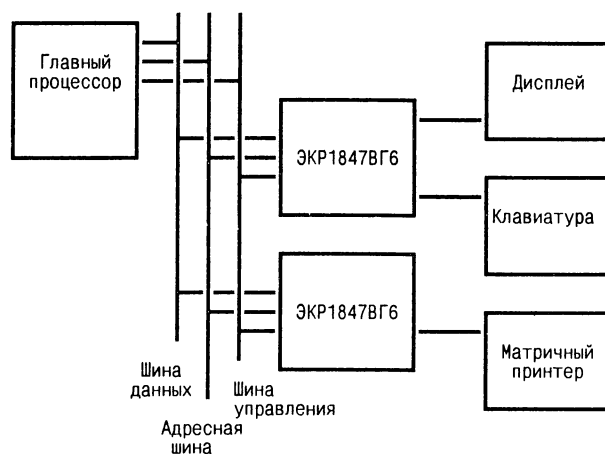 Главный
процессор
Дисплей
ЭКР1847ВГ6
Клавиатура
ЭКР1847ВГ6
Матричный
принтер
Шина
данных
Адресная
шина
Шина
управления